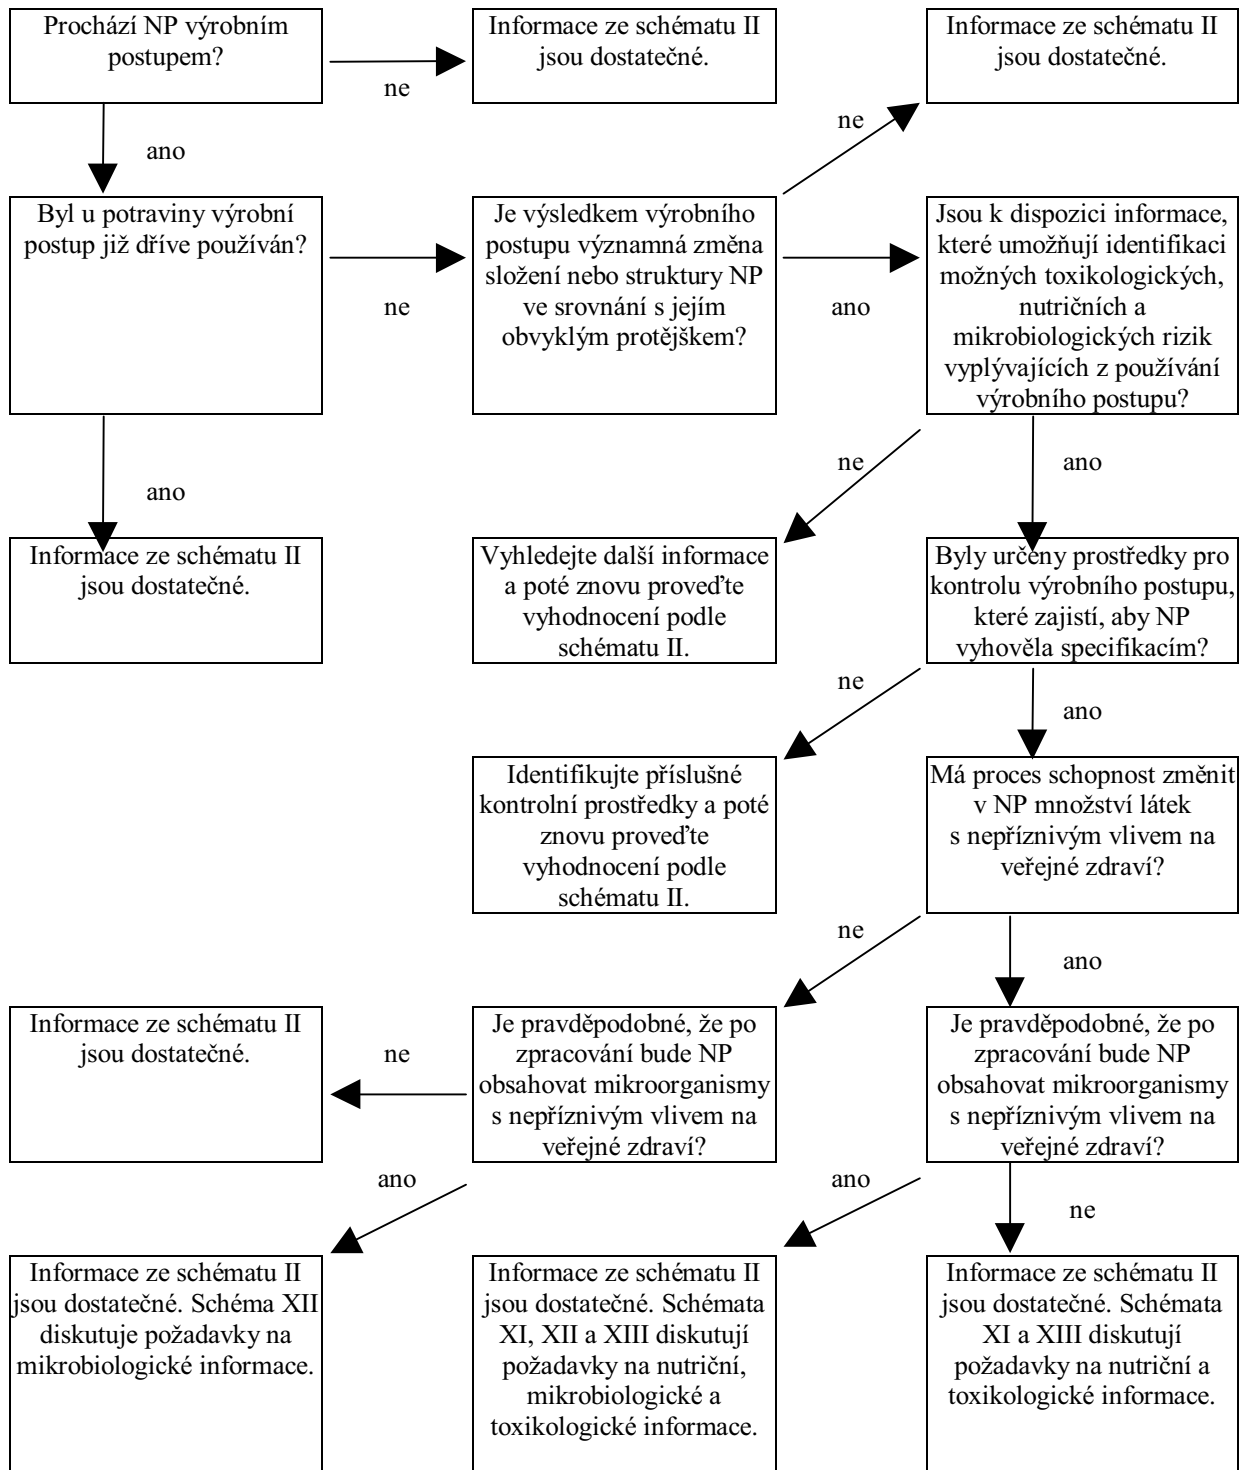 Prochází NP výrobním
postupem?
Informace ze schématu II
jsou dostatečné.
Informace ze schématu II
jsou dostatečné.
ne
ne
ano
Byl u potraviny výrobní
postup již dříve používán?
Je výsledkem výrobního
postupu významná změna
složení nebo struktury NP
ve srovnání s jejím
obvyklým protějškem?
Jsou k dispozici informace,
které umožňují identifikaci
možných toxikologických,
nutričních a
mikrobiologických rizik
vyplývajících z používání
výrobního postupu?
ne
ano
ne
ano
ano
Informace ze schématu II
jsou dostatečné.
Vyhledejte další informace
a poté znovu proveďte
vyhodnocení podle
schématu II.
Byly určeny prostředky pro
kontrolu výrobního postupu,
které zajistí, aby NP
vyhověla specifikacím?
ne
ano
Identifikujte příslušné
kontrolní prostředky a poté
znovu proveďte
vyhodnocení podle
schématu II.
Má proces schopnost změnit
v NP množství látek
s nepříznivým vlivem na
veřejné zdraví?
ne
ano
Informace ze schématu II
jsou dostatečné.
ne
Je pravděpodobné, že po
zpracování bude NP
obsahovat mikroorganismy
s nepříznivým vlivem na
veřejné zdraví?
Je pravděpodobné, že po
zpracování bude NP
obsahovat mikroorganismy
s nepříznivým vlivem na
veřejné zdraví?
ano
ano
ne
Informace ze schématu II
jsou dostatečné. Schéma XII
diskutuje požadavky na
mikrobiologické informace.
Informace ze schématu II
jsou dostatečné. Schémata
XI, XII a XIII diskutují
požadavky na nutriční,
mikrobiologické a
toxikologické informace.
Informace ze schématu II
jsou dostatečné. Schémata
XI a XIII diskutují
požadavky na nutriční a
toxikologické informace.